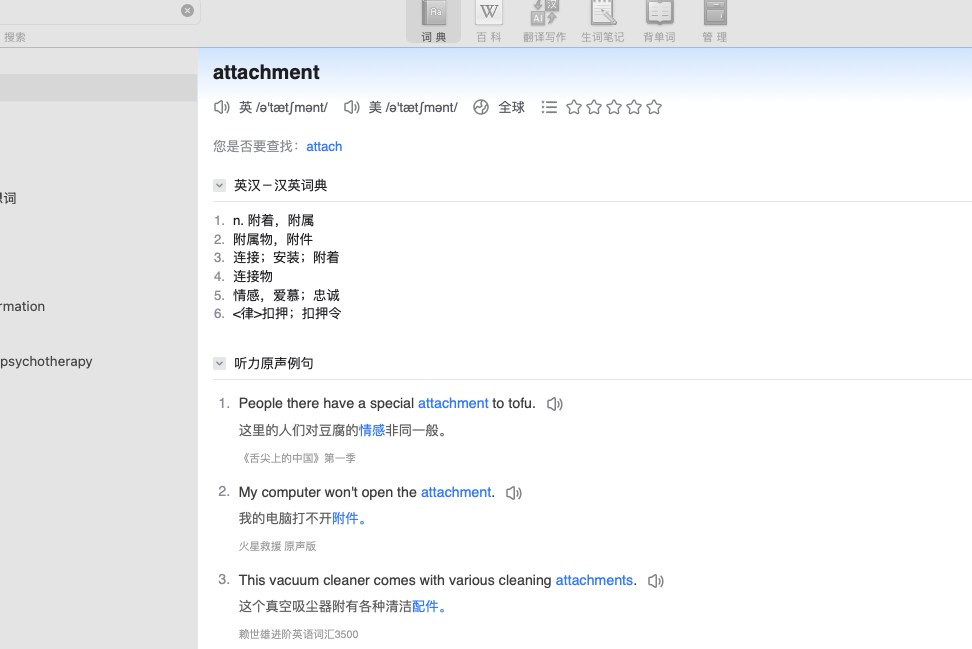 搜索
词典 百科 翻译写作 生词笔记 背单词 管理
attachment
英 /ə'tætʃmənt/ 美 /ə'tætʃmənt/ 全球
您是否要查找：attach
英汉－汉英词典
词
1. n. 附着，附属
2. 附属物，附件
3. 连接；安装；附着
4. 连接物
5. 情感，爱慕；忠诚
6. <律>扣押；扣押令
rmation
psychotherapy
听力原声例句
1. People there have a special attachment to tofu.
这里的人们对豆腐的情感非同一般。
《舌尖上的中国》第一季
2. My computer won't open the attachment.
我的电脑打不开附件。
火星救援 原声版
3. This vacuum cleaner comes with various cleaning attachments.
这个真空吸尘器附有各种清洁配件。
赖世雄进阶英语词汇3500